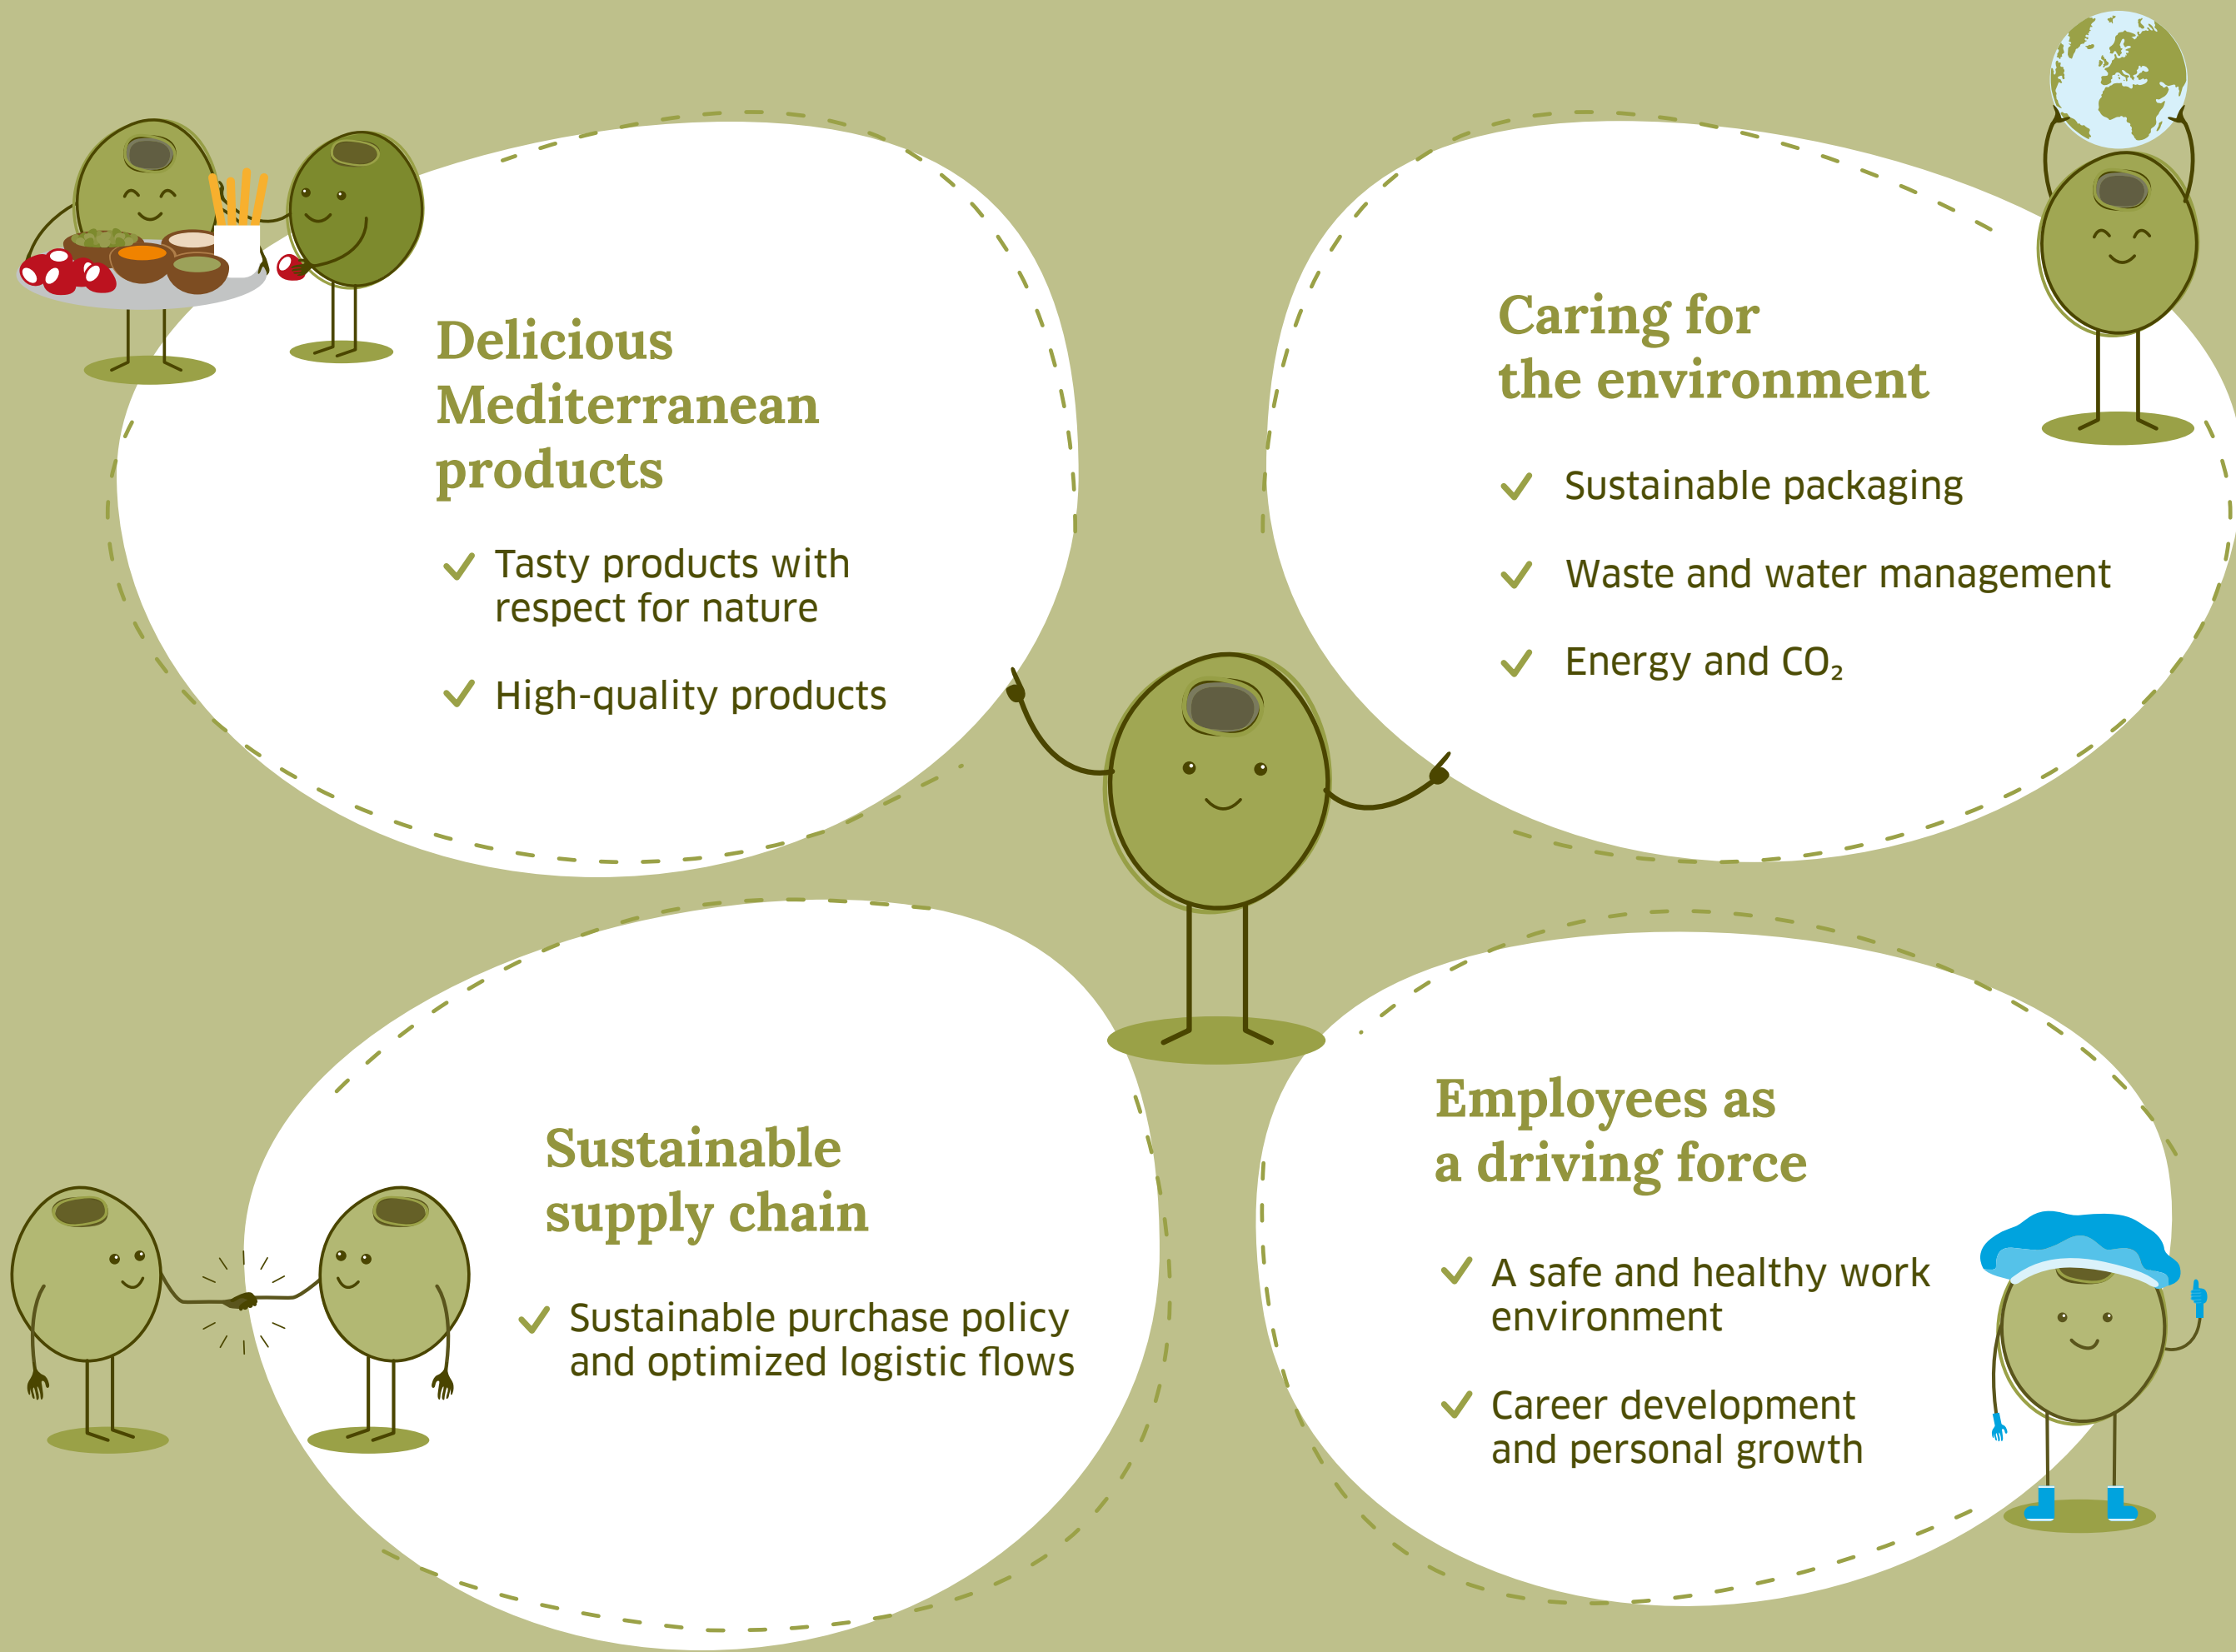 Delicious
Mediterranean
products
Tasty products with
respect for nature
High-quality products
Caring for
the environment
Sustainable packaging
Waste and water management
Energy and CO₂
Sustainable
supply chain
Sustainable purchase policy
and optimized logistic flows
Employees as
a driving force
A safe and healthy work
environment
Career development
and personal growth